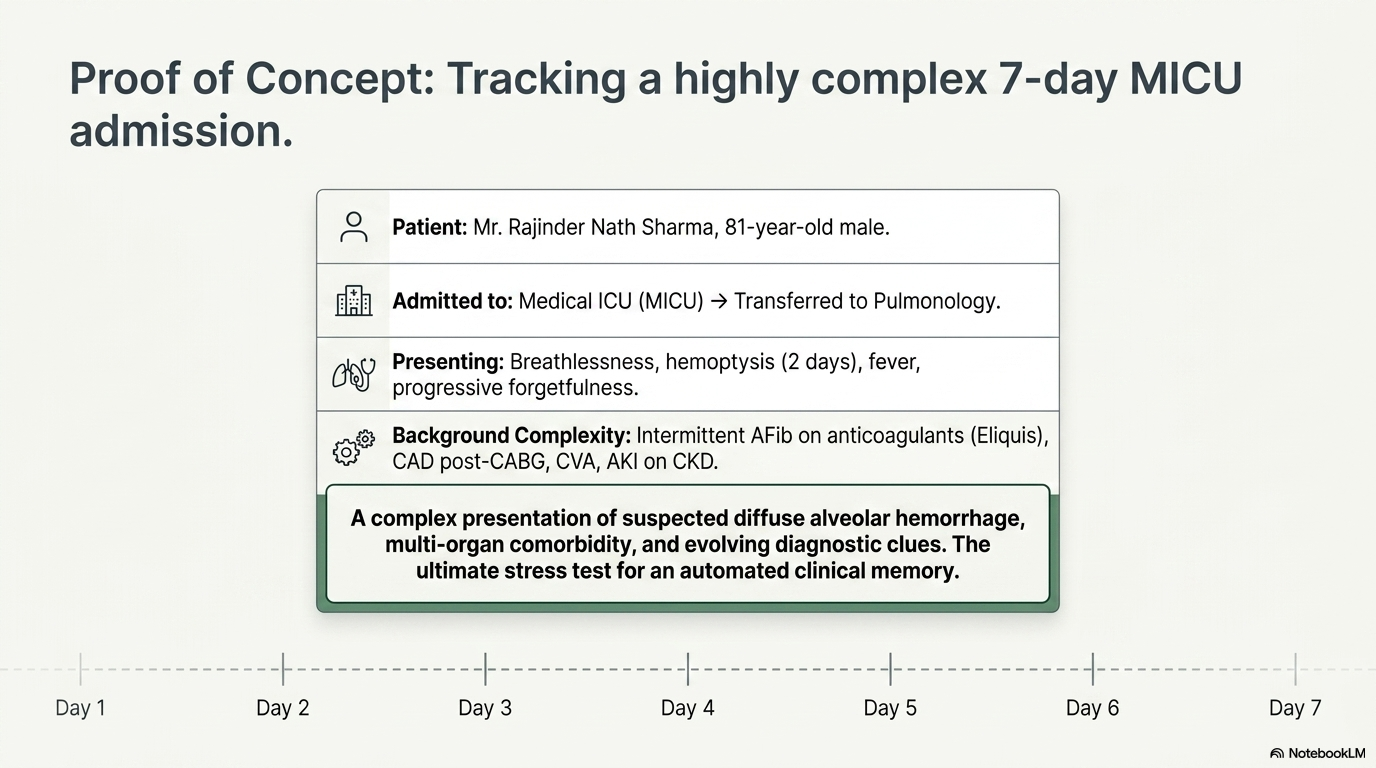 Proof of Concept: Tracking a highly complex 7-day MICU
admission.
Patient: Mr. Rajinder Nath Sharma, 81-year-old male.
Admitted to: Medical ICU (MICU) → Transferred to Pulmonology.
Presenting: Breathlessness, hemoptysis (2 days), fever,
progressive forgetfulness.
Background Complexity: Intermittent AFib on anticoagulants (Eliquis),
CAD post-CABG, CVA, AKI on CKD.
A complex presentation of suspected diffuse alveolar hemorrhage,
multi-organ comorbidity, and evolving diagnostic clues. The
ultimate stress test for an automated clinical memory.
Day 1
Day 2
Day 3
Day 4
Day 5
Day 6
Day 7
NotebookLM